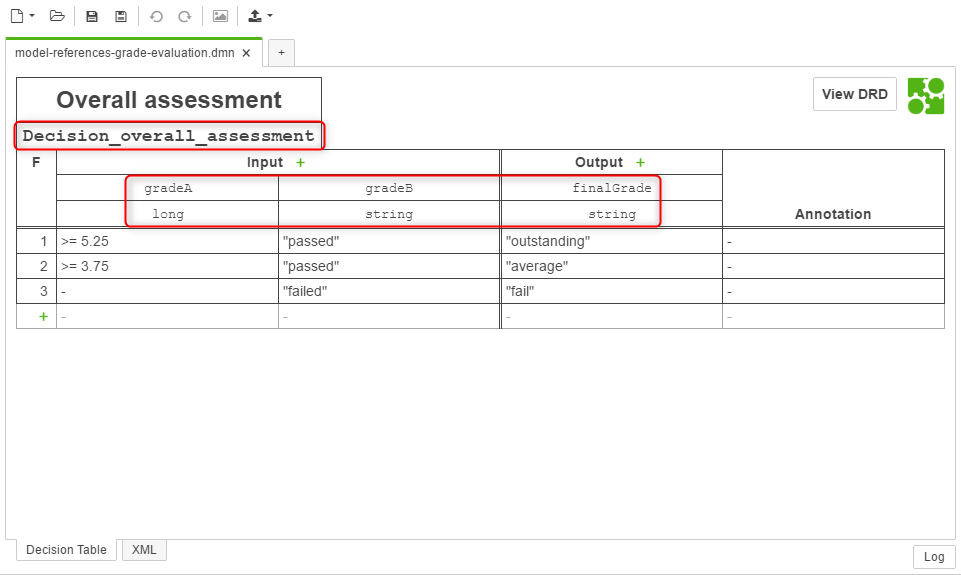 model-references-grade-evaluation.dmn ×
+
Overall assessment
View DRD
Decision_overall_assessment
F Input + Output +
gradeA gradeB finalGrade
long string string Annotation
1 >= 5.25 "passed" "outstanding" -
2 >= 3.75 "passed" "average" -
3 - "failed" "fail" -
+ - - - -
Decision Table XML
Log